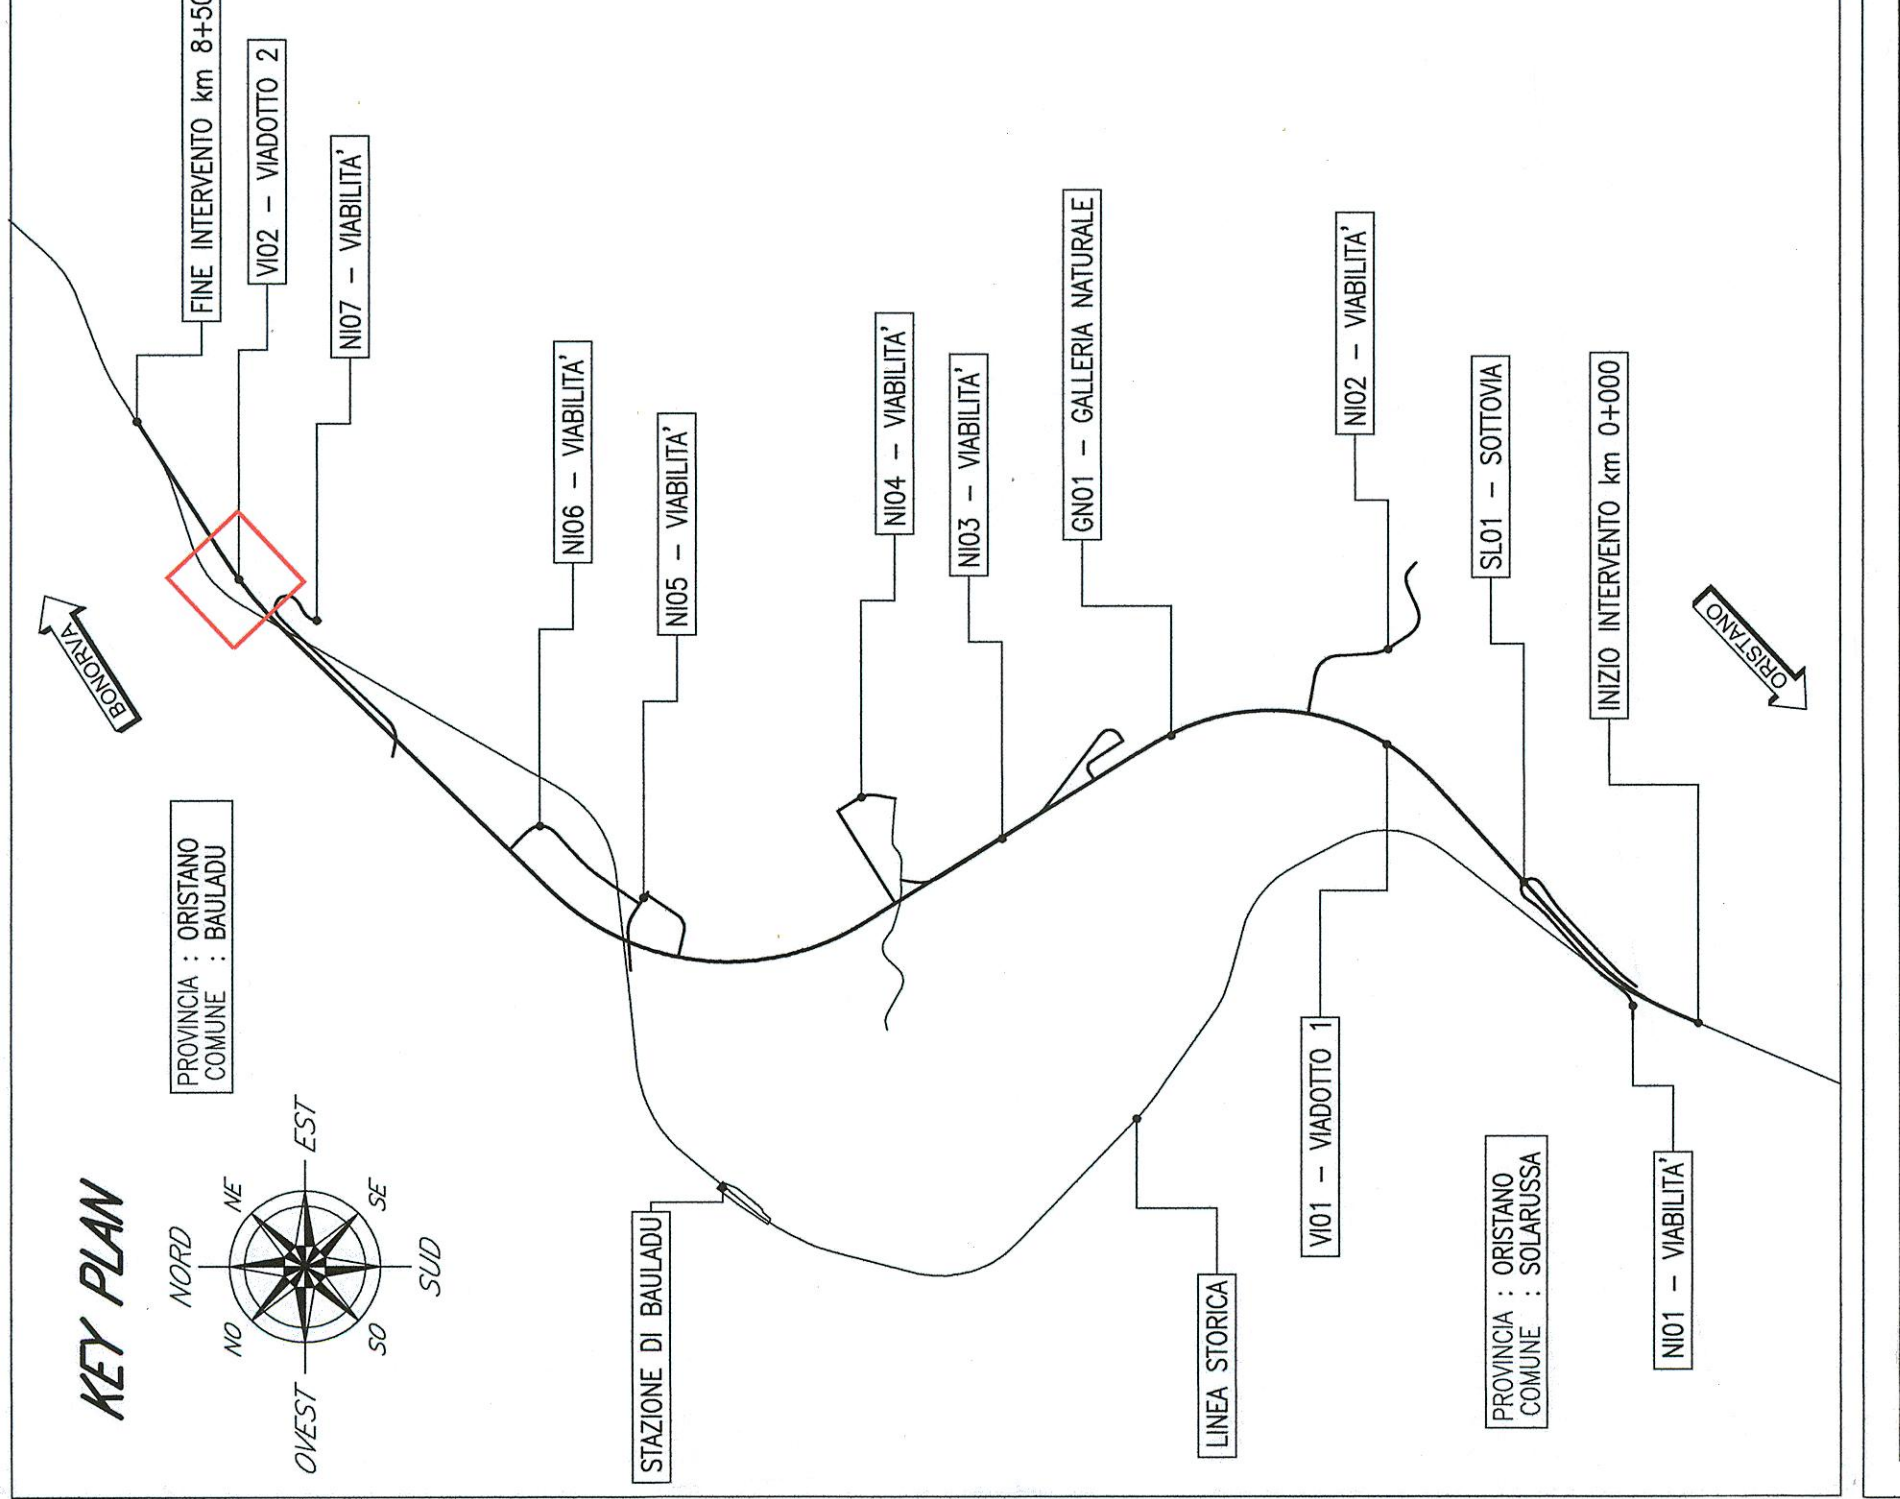 KEY PLAN
NORD
NE
EST
SE
SUD
SO
OVEST
NO
PROVINCIA : ORISTANO
COMUNE : BAULADU
BONORVA
FINE INTERVENTO km 8+50
VI02 – VIADOTTO 2
NI07 – VIABILITA'
NI06 – VIABILITA'
NI05 – VIABILITA'
NI04 – VIABILITA'
NI03 – VIABILITA'
GN01 – GALLERIA NATURALE
NI02 – VIABILITA'
SL01 – SOTTOVIA
INIZIO INTERVENTO km 0+000
ORISTANO
STAZIONE DI BAULADU
LINEA STORICA
VI01 – VIADOTTO 1
PROVINCIA : ORISTANO
COMUNE : SOLARUSSA
NI01 – VIABILITA'